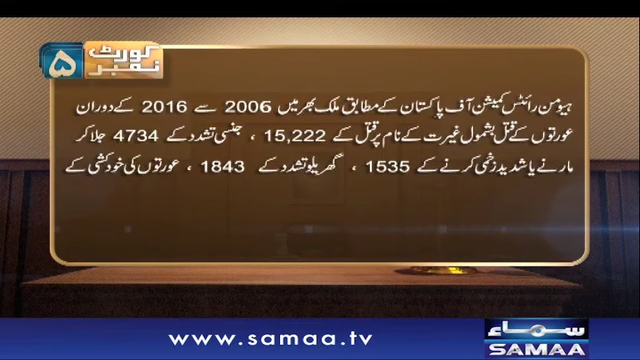 کورٹ
نمبر ۵
ہیومن رائٹس کمیشن آف پاکستان کے مطابق ملک بھر میں 2006 سے 2016 کے دوران
عورتوں کے قتل بشمول غیرت کے نام پر قتل کے 15,222 ، جنسی تشدد کے 4734 جلا کر
مارنے یا شدید زخمی کرنے کے 1535 ، گھریلو تشدد کے 1843 ، عورتوں کی خودکشی کے
www.samaa.tv
سماء
SAMAA